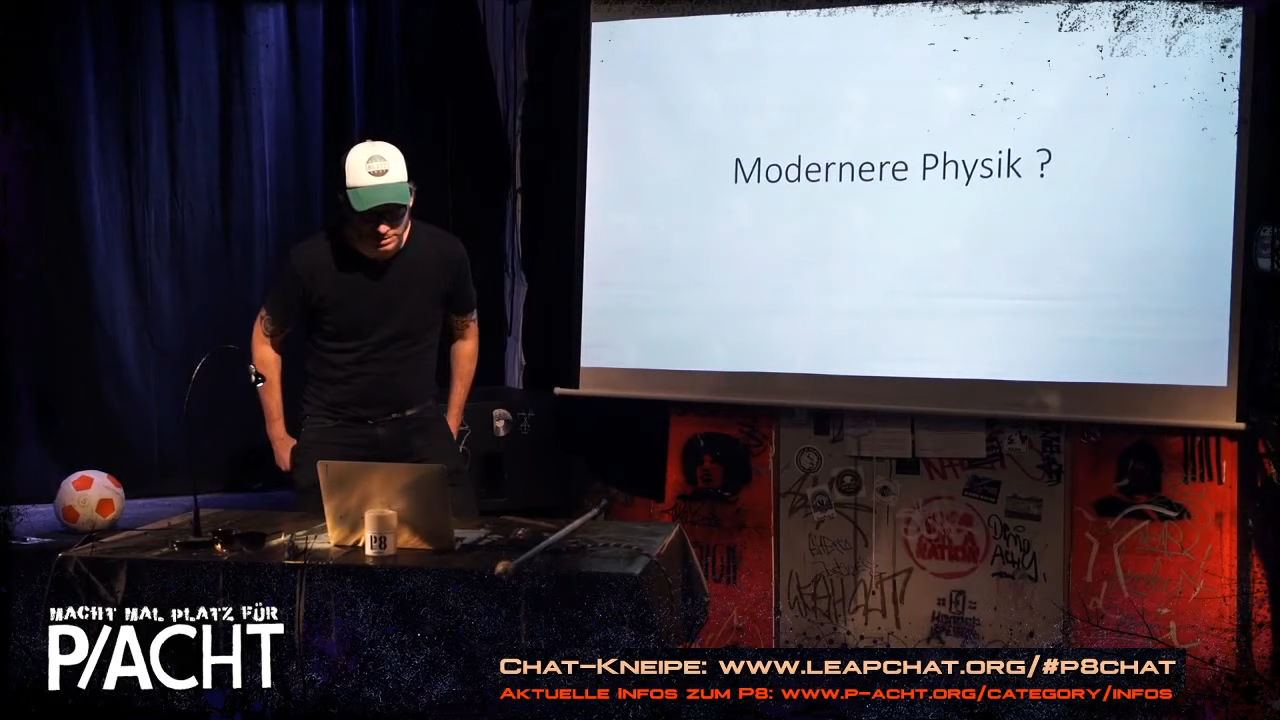 Modernere Physik ?
P8
MACHT MAL PLATZ FÜR
P/ACHT
CHAT-KNEIPE: WWW.LEAPCHAT.ORG/#P8CHAT
AKTUELLE INFOS ZUM P8: WWW.P-ACHT.ORG/CATEGORY/INFOS